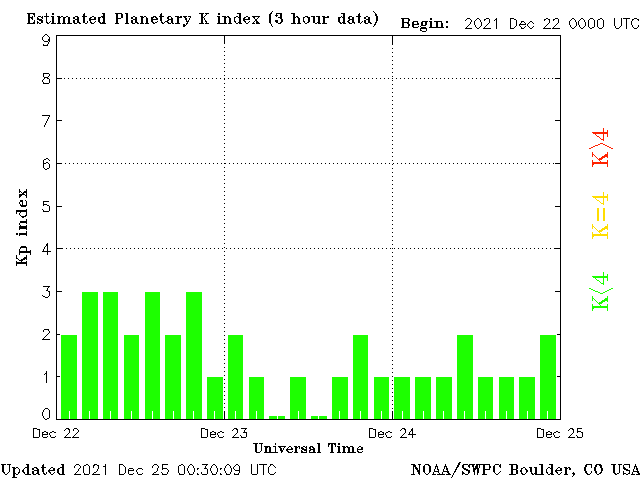 Estimated Planetary K index (3 hour data) Begin: 2021 Dec 22 0000 UTC
9
8
7
6
5
4
3
2
1
0
Kp index
K>4
K=4
K<4
Dec 22 Dec 23 Dec 24 Dec 25
Universal Time
Updated 2021 Dec 25 00:30:09 UTC NOAA/SWPC Boulder, CO USA